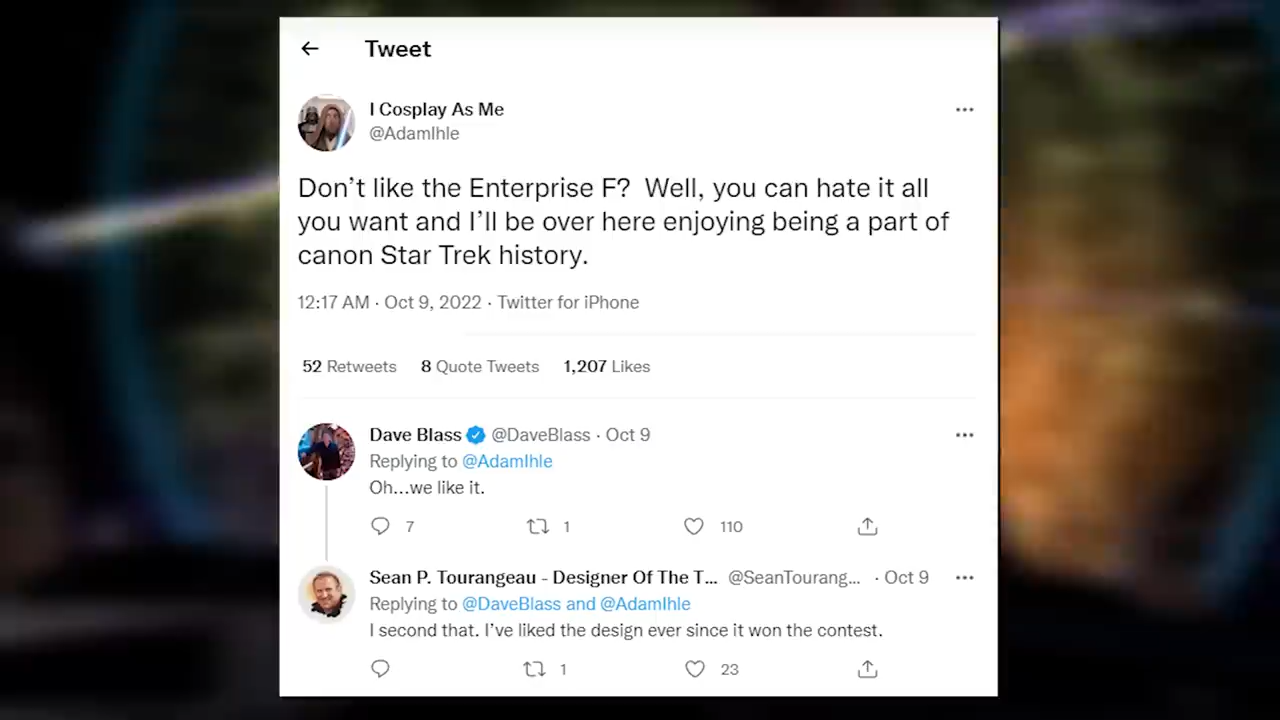 Tweet
I Cosplay As Me
@AdamIhle
Don’t like the Enterprise F?  Well, you can hate it all
you want and I’ll be over here enjoying being a part of
canon Star Trek history.
12:17 AM · Oct 9, 2022 · Twitter for iPhone
52 Retweets 8 Quote Tweets 1,207 Likes
Dave Blass @DaveBlass · Oct 9
Replying to @AdamIhle
Oh...we like it.
7 1 110
Sean P. Tourangeau - Designer Of The T... @SeanTourang... · Oct 9
Replying to @DaveBlass and @AdamIhle
I second that. I’ve liked the design ever since it won the contest.
1 23